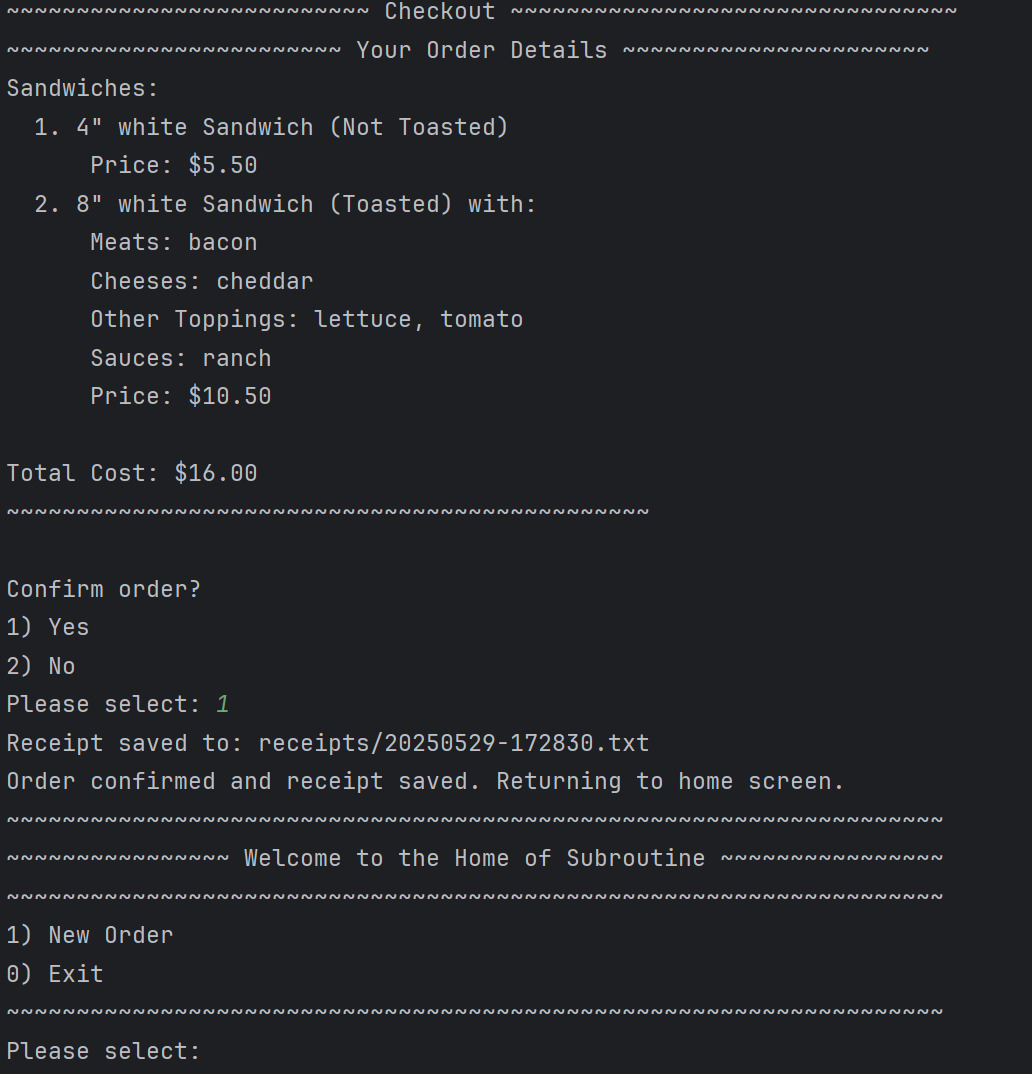 ~~~~~~~~~~~~~~~~~~~~~~~~~~ Checkout ~~~~~~~~~~~~~~~~~~~~~~~~~~~~~~~~
~~~~~~~~~~~~~~~~~~~~~~~~ Your Order Details ~~~~~~~~~~~~~~~~~~~~~~
Sandwiches:
  1. 4" white Sandwich (Not Toasted)
      Price: $5.50
  2. 8" white Sandwich (Toasted) with:
      Meats: bacon
      Cheeses: cheddar
      Other Toppings: lettuce, tomato
      Sauces: ranch
      Price: $10.50

Total Cost: $16.00
~~~~~~~~~~~~~~~~~~~~~~~~~~~~~~~~~~~~~~~~~~~~~~

Confirm order?
1) Yes
2) No
Please select: 1
Receipt saved to: receipts/20250529-172830.txt
Order confirmed and receipt saved. Returning to home screen.
~~~~~~~~~~~~~~~~~~~~~~~~~~~~~~~~~~~~~~~~~~~~~~~~~~~~~~~~~~~~~~~~~~~
~~~~~~~~~~~~~~~~ Welcome to the Home of Subroutine ~~~~~~~~~~~~~~~~
~~~~~~~~~~~~~~~~~~~~~~~~~~~~~~~~~~~~~~~~~~~~~~~~~~~~~~~~~~~~~~~~~~~
1) New Order
0) Exit
~~~~~~~~~~~~~~~~~~~~~~~~~~~~~~~~~~~~~~~~~~~~~~~~~~~~~~~~~~~~~~~~~~~
Please select: